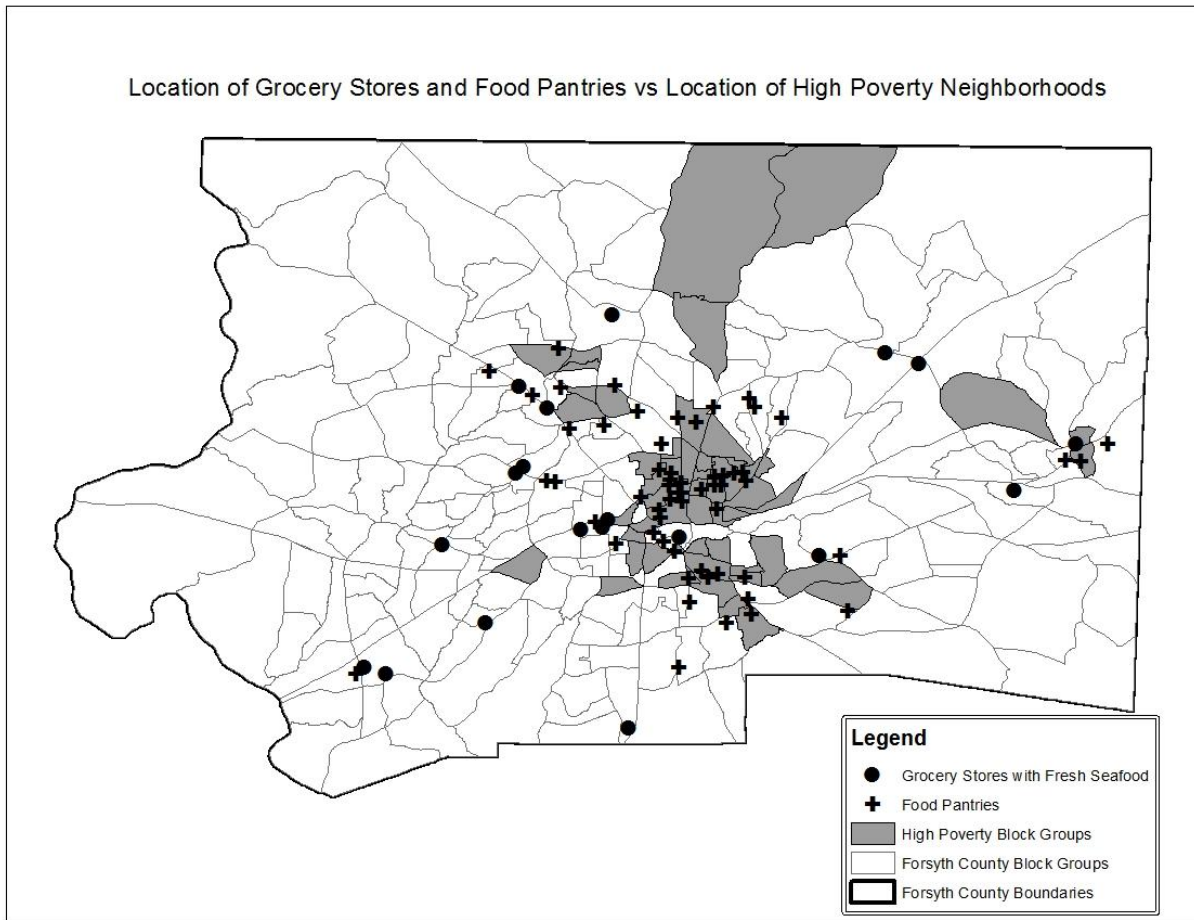 Location of Grocery Stores and Food Pantries vs Location of High Poverty Neighborhoods
Legend
Grocery Stores with Fresh Seafood
Food Pantries
High Poverty Block Groups
Forsyth County Block Groups
Forsyth County Boundaries